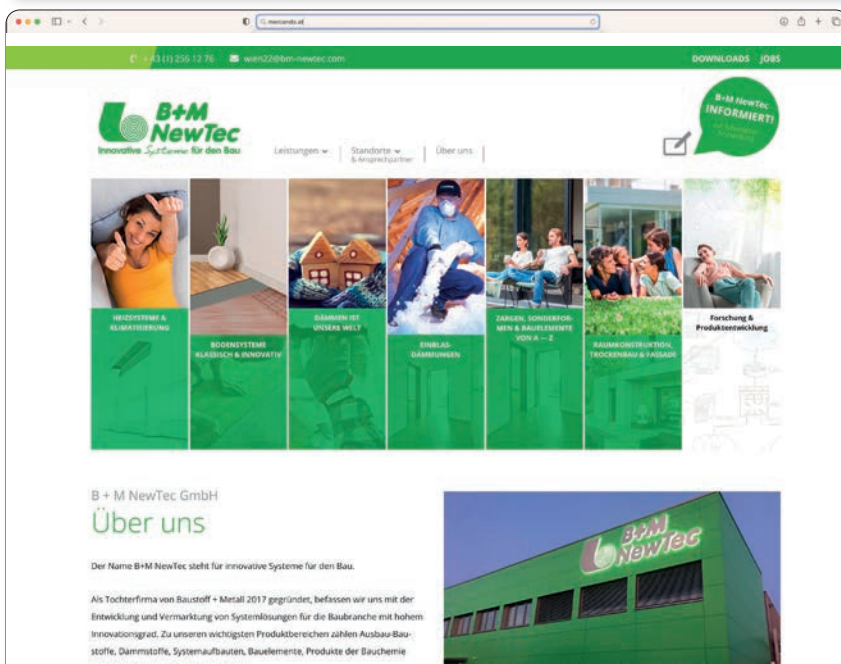 mercando.at
+ 43 (1) 256 12 76 wien22@bm-newtec.com DOWNLOADS JOBS
B+M
NewTec
Innovative Systeme für den Bau
Leistungen Standorte & Ansprechpartner Über uns
B+M NewTec
INFORMIERT!
HEIZSYSTEME &
KLIMATISIERUNG
BODENSYSTEME
KLASSISCH & INNOVATIV
DÄMMEN IST
UNSERE WELT
EINBLAS-
DÄMMUNGEN
ZARGEN, SONDERFOR-
MEN & BAUELEMENTE
VON A — Z
RAUMKONSTRUKTION,
TROCKENBAU & FASSADE
Forschung &
Produktentwicklung
B + M NewTec GmbH
Über uns
Der Name B+M NewTec steht für innovative Systeme für den Bau.
Als Tochterfirma von Baustoff + Metall 2017 gegründet, befassen wir uns mit der
Entwicklung und Vermarktung von Systemlösungen für die Baubranche mit hohem
Innovationsgrad. Zu unseren wichtigsten Produktbereichen zählen Ausbau-Bau-
stoffe, Dämmstoffe, Systemaufbauten, Bauelemente, Produkte der Bauchemie
B+M
NewTec